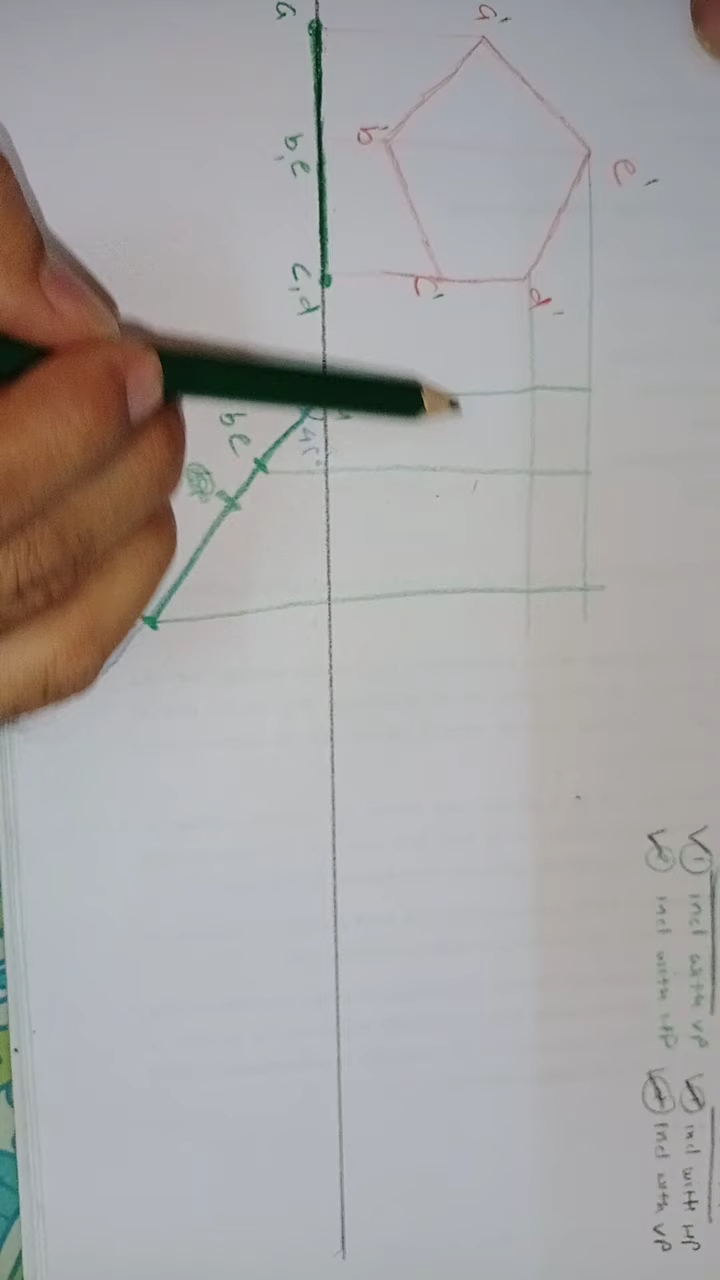 a'
e'
b'
d'
c'
a
b,e
c,d
45°
b e
① incl with VP
② incl with HP
incl with HP
incl with VP